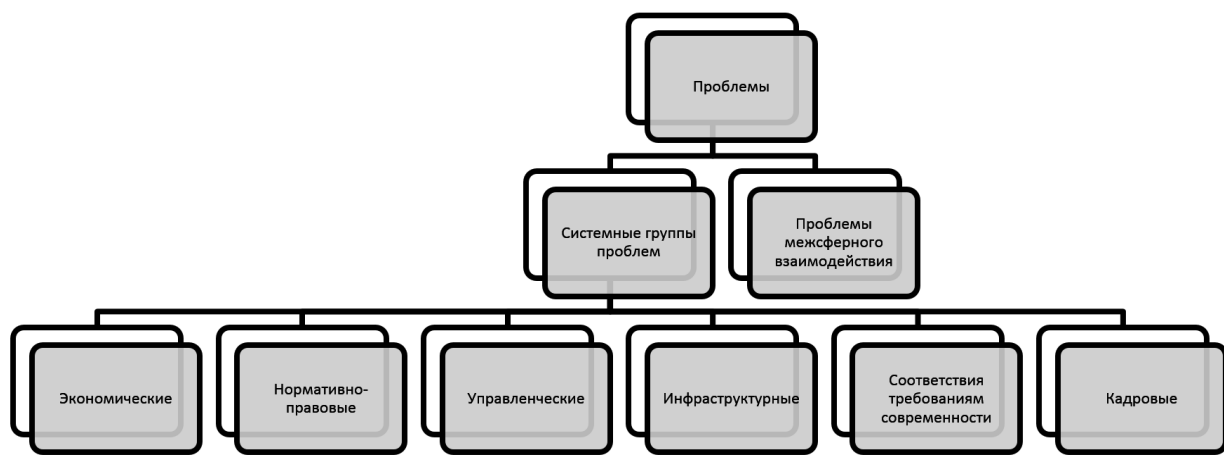 Проблемы
Системные группы
проблем
Проблемы
межсферного
взаимодействия
Экономические
Нормативно-
правовые
Управленческие
Инфраструктурные
Соответствия
требованиям
современности
Кадровые